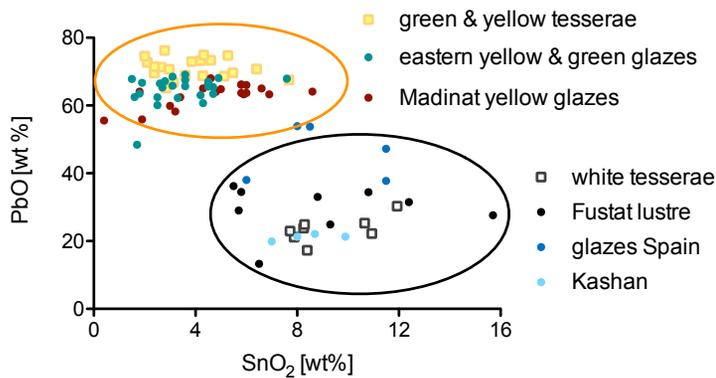 green & yellow tesserae
eastern yellow & green glazes
Madinat yellow glazes
white tesserae
Fustat lustre
glazes Spain
Kashan
PbO [wt %]
80
60
40
20
0
0 4 8 12 16
SnO₂ [wt%]